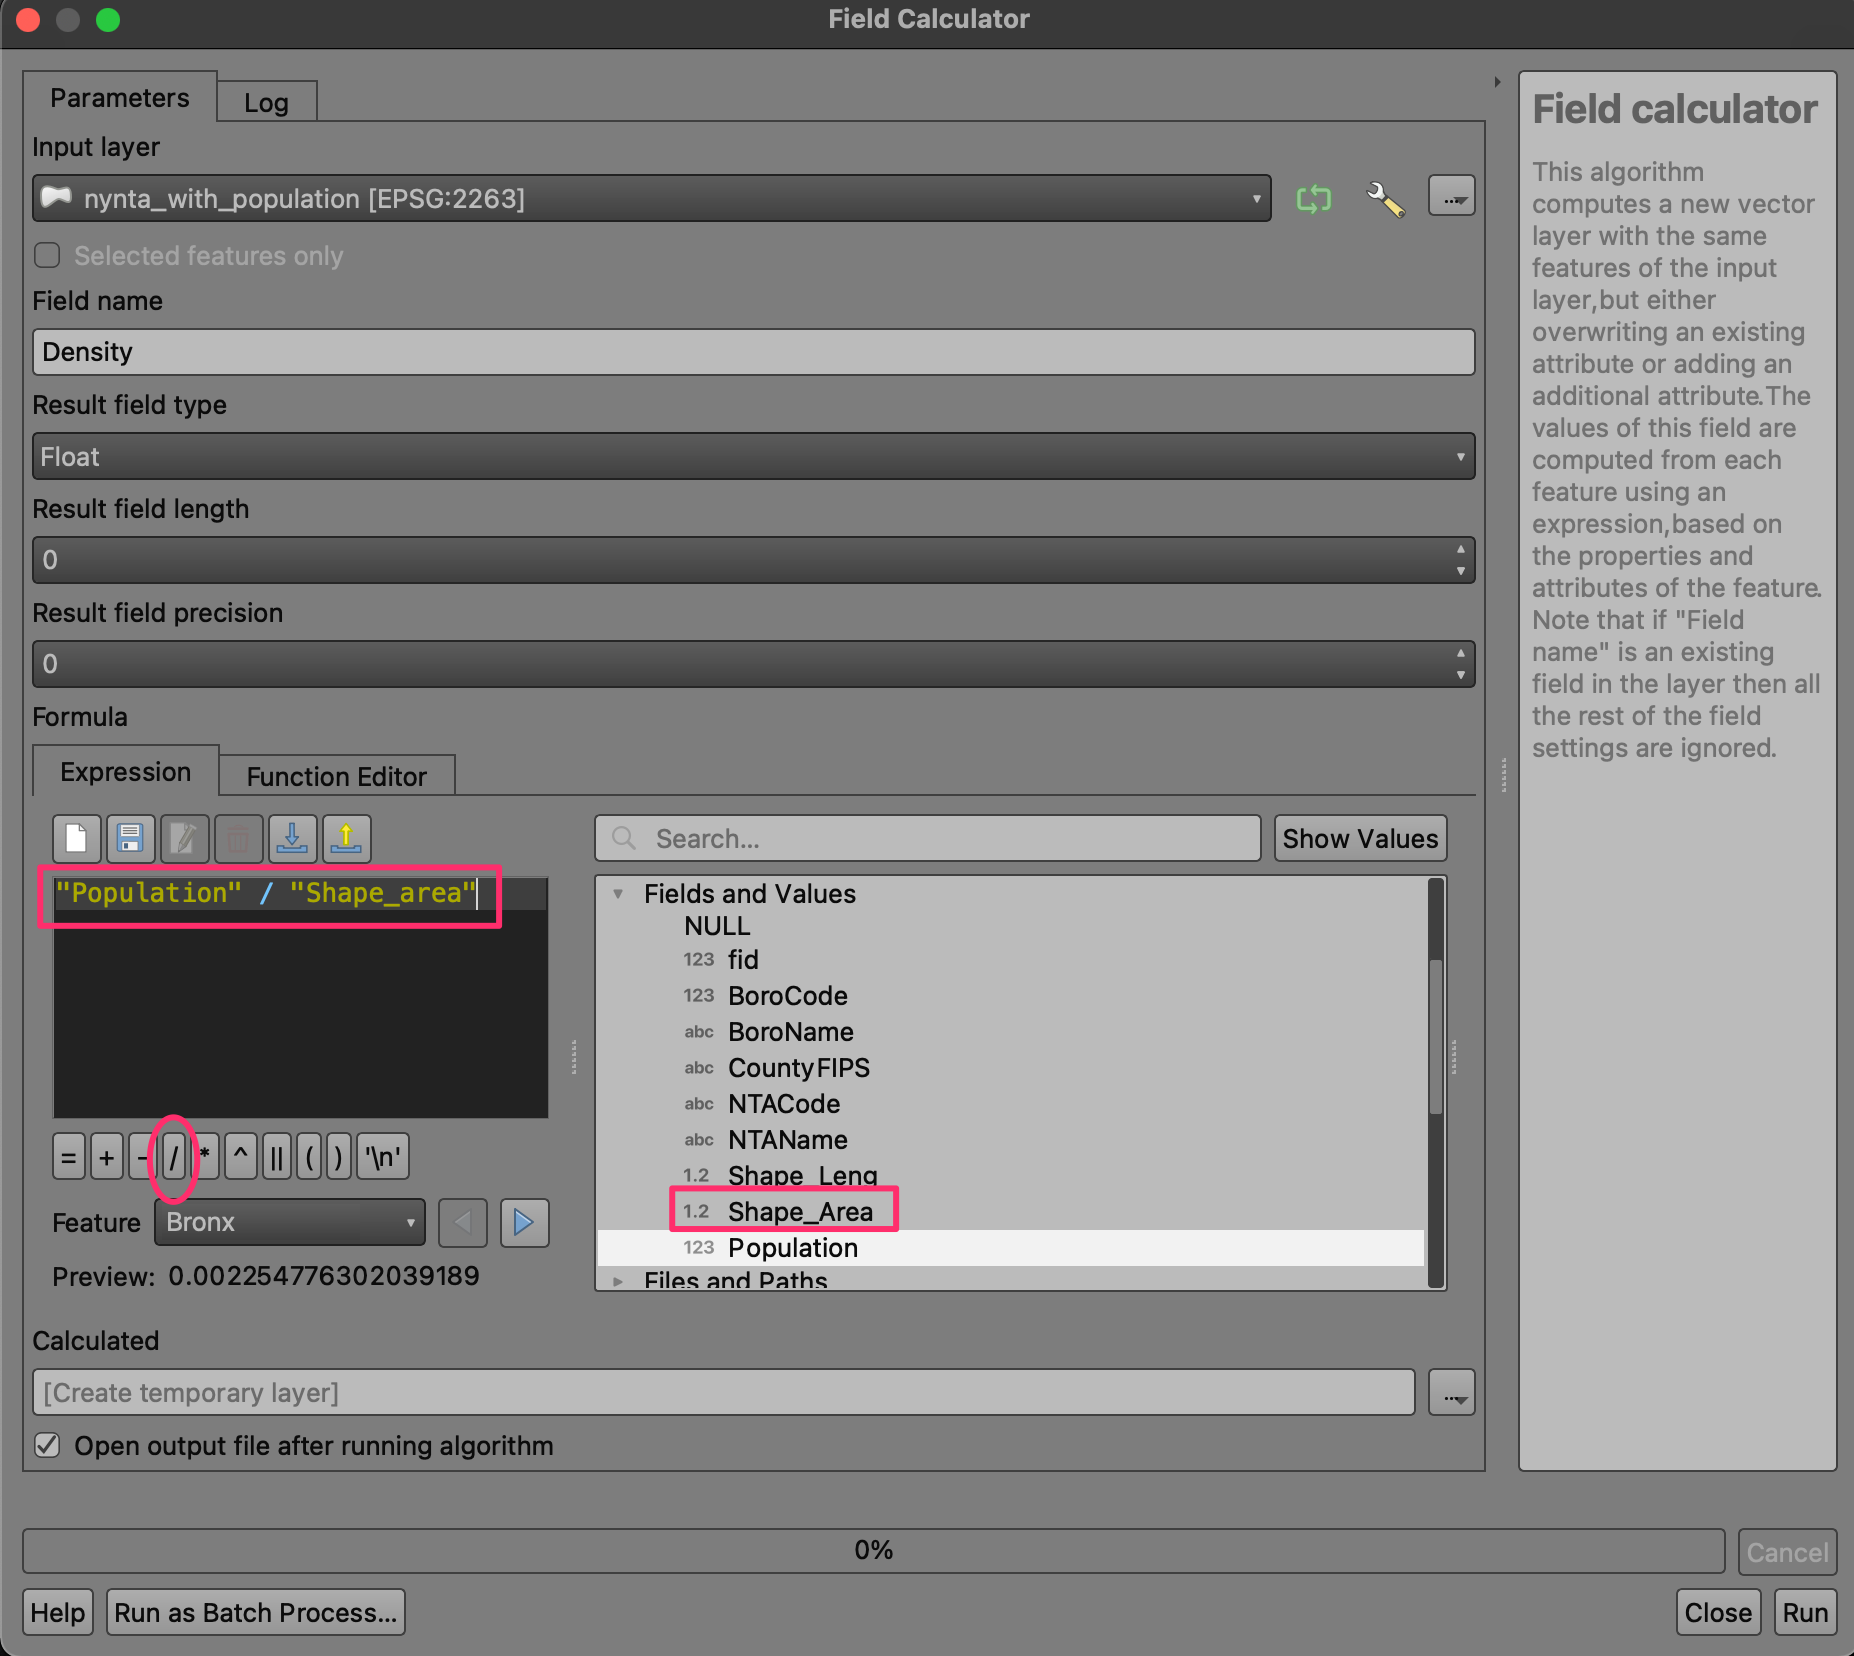 Field Calculator
Parameters
Log
Input layer
nynta_with_population [EPSG:2263]
...
Selected features only
Field name
Density
Result field type
Float
Result field length
0
Result field precision
0
Formula
Expression
Function Editor
"Population" / "Shape_area"
= + - / * ^ || ( ) '\n'
Feature
Bronx
Preview: 0.002254776302039189
Search...
Show Values
Fields and Values
NULL
123 fid
123 BoroCode
abc BoroName
abc CountyFIPS
abc NTACode
abc NTAName
1.2 Shape_Leng
1.2 Shape_Area
123 Population
Files and Paths
Calculated
[Create temporary layer]
...
Open output file after running algorithm
Field calculator
This algorithm
computes a new vector
layer with the same
features of the input
layer,but either
overwriting an existing
attribute or adding an
additional attribute.The
values of this field are
computed from each
feature using an
expression,based on
the properties and
attributes of the feature.
Note that if "Field
name" is an existing
field in the layer then all
the rest of the field
settings are ignored.
0%
Cancel
Help
Run as Batch Process...
Close
Run